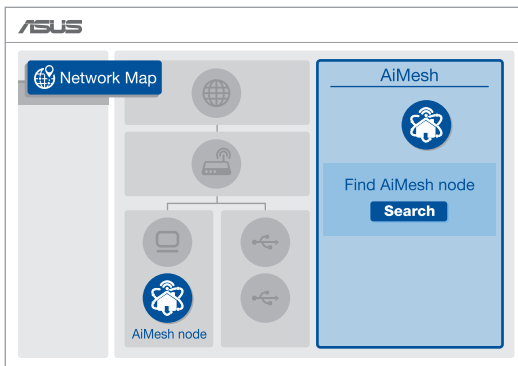 ASUS
Network Map
AiMesh
Find AiMesh node
Search
AiMesh node